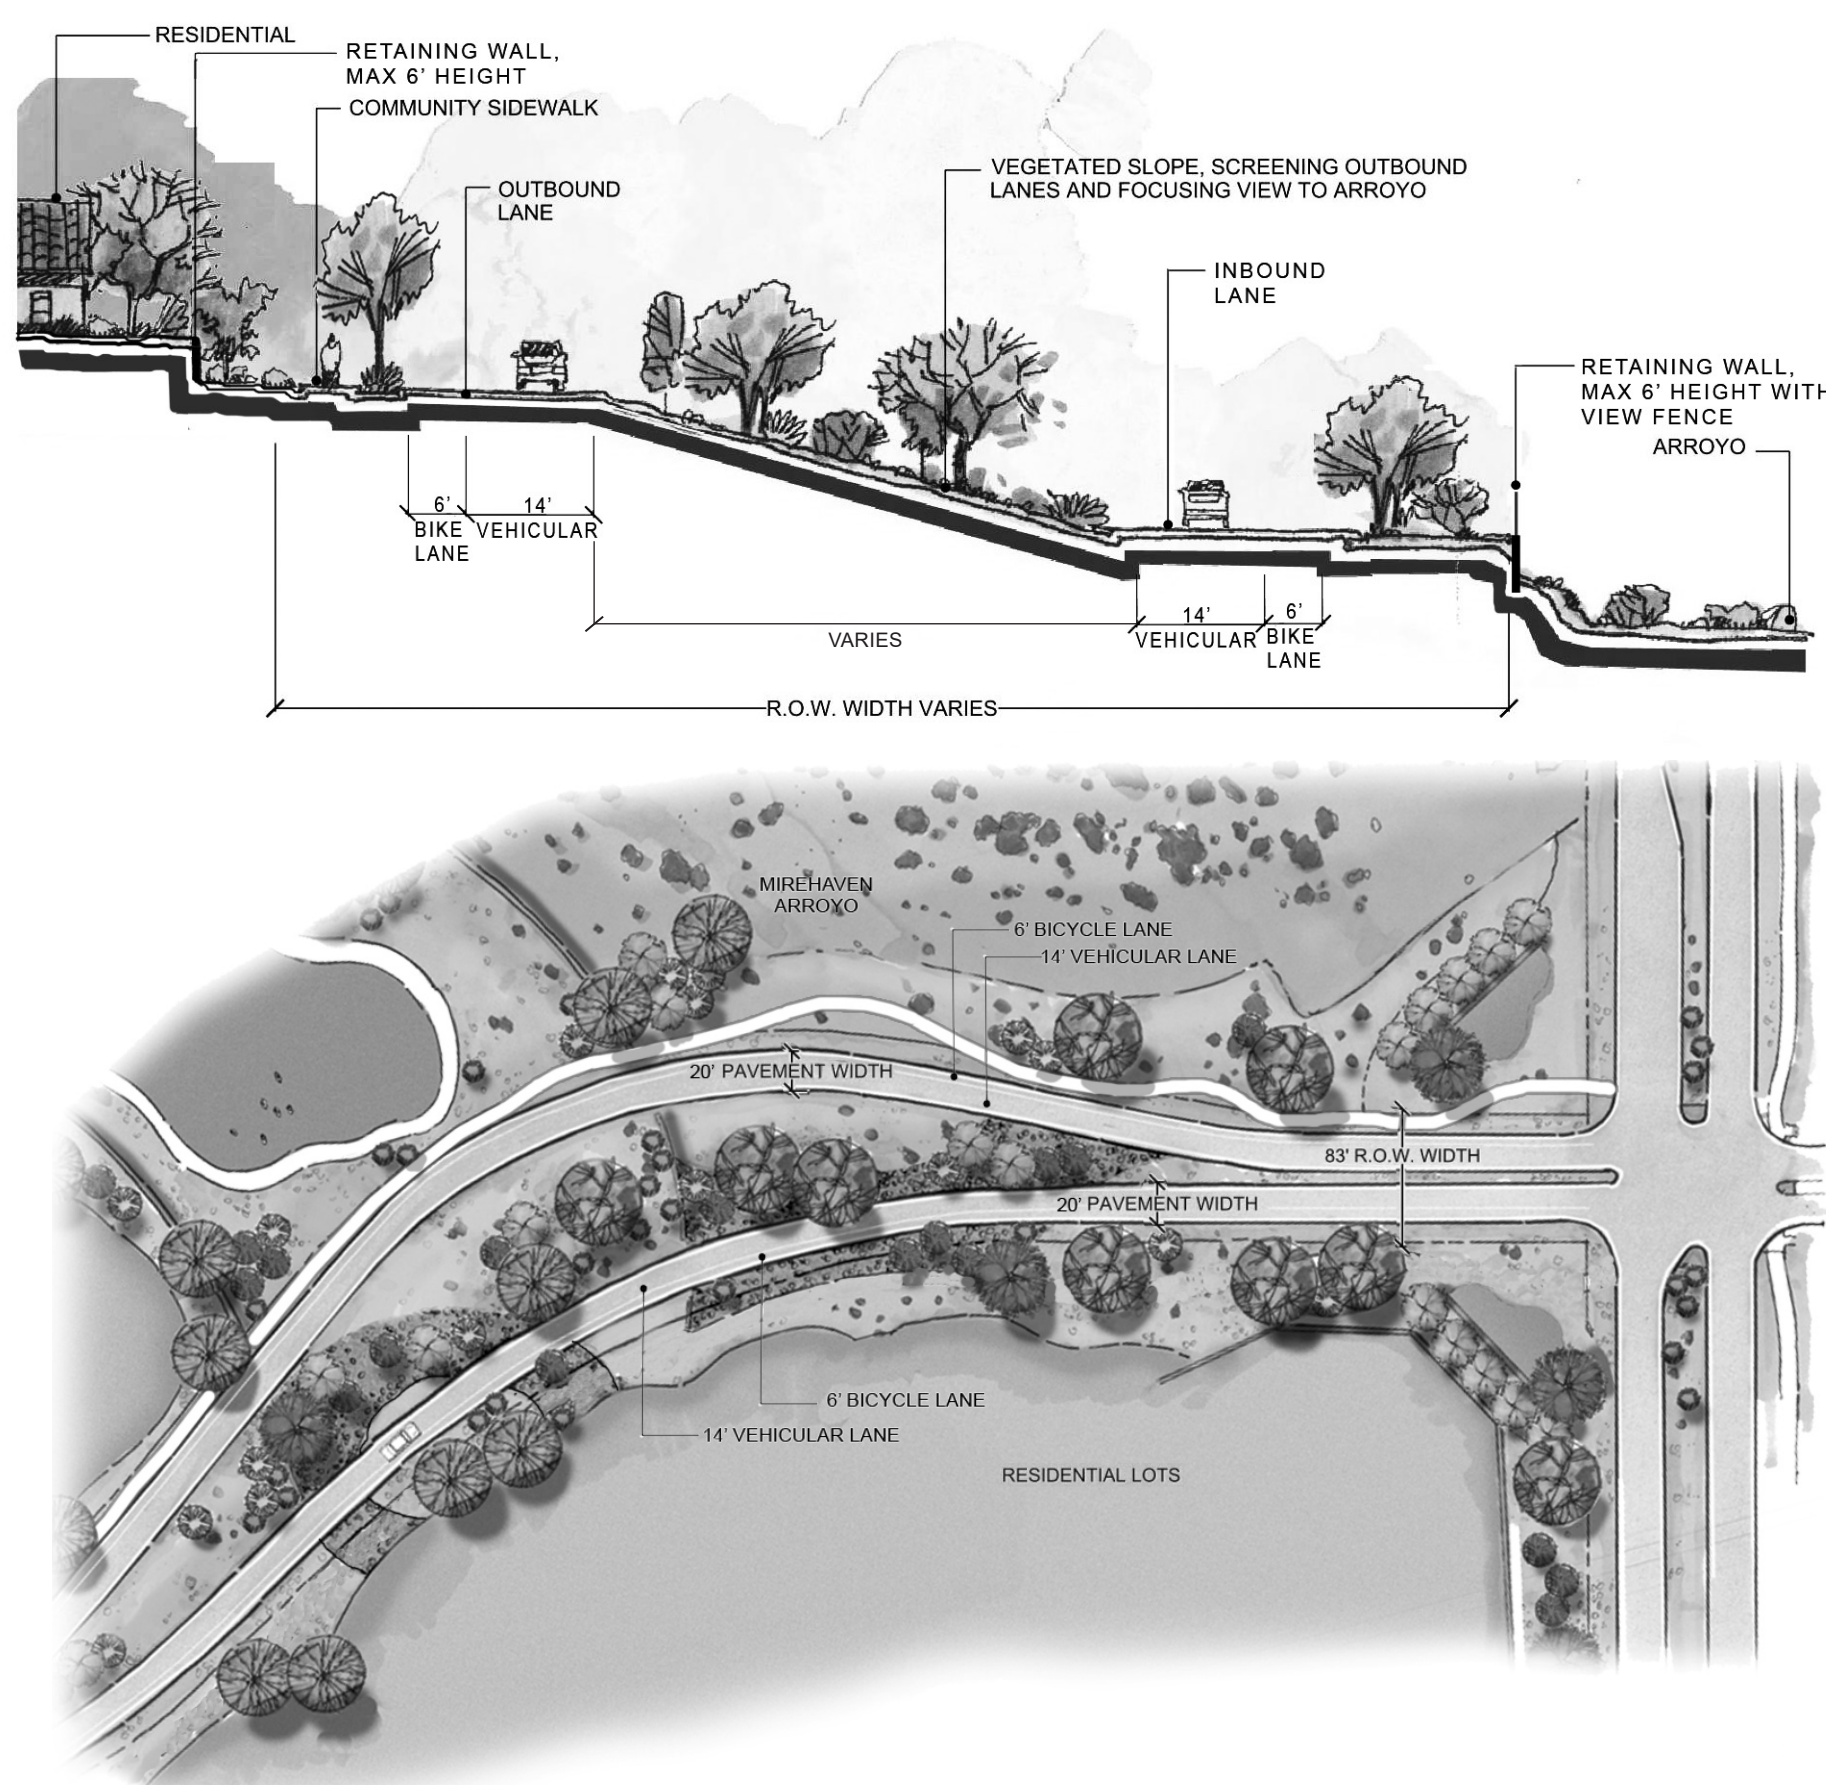 RESIDENTIAL
RETAINING WALL,
MAX 6' HEIGHT
COMMUNITY SIDEWALK
OUTBOUND
LANE
VEGETATED SLOPE, SCREENING OUTBOUND
LANES AND FOCUSING VIEW TO ARROYO
INBOUND
LANE
RETAINING WALL,
MAX 6' HEIGHT WITH
VIEW FENCE
ARROYO
6'
BIKE
LANE
14'
VEHICULAR
VARIES
14'
VEHICULAR
6'
BIKE
LANE
R.O.W. WIDTH VARIES
MIREHAVEN
ARROYO
6' BICYCLE LANE
14' VEHICULAR LANE
20' PAVEMENT WIDTH
83' R.O.W. WIDTH
20' PAVEMENT WIDTH
6' BICYCLE LANE
14' VEHICULAR LANE
RESIDENTIAL LOTS